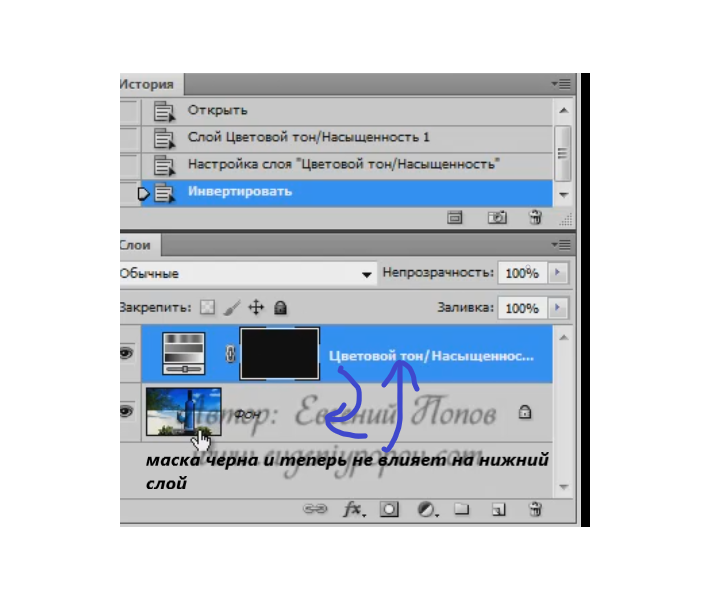 История
Открыть
Слой Цветовой тон/Насыщенность 1
Настройка слоя "Цветовой тон/Насыщенность"
Инвертировать
Слои
Обычные
Непрозрачность: 100%
Закрепить:
Заливка: 100%
Цветовой тон/Насыщеннос...
Фон
Автор: Евгений Попов
www.eugeniypopov.com
маска черна и теперь не влияет на нижний
слой
fx